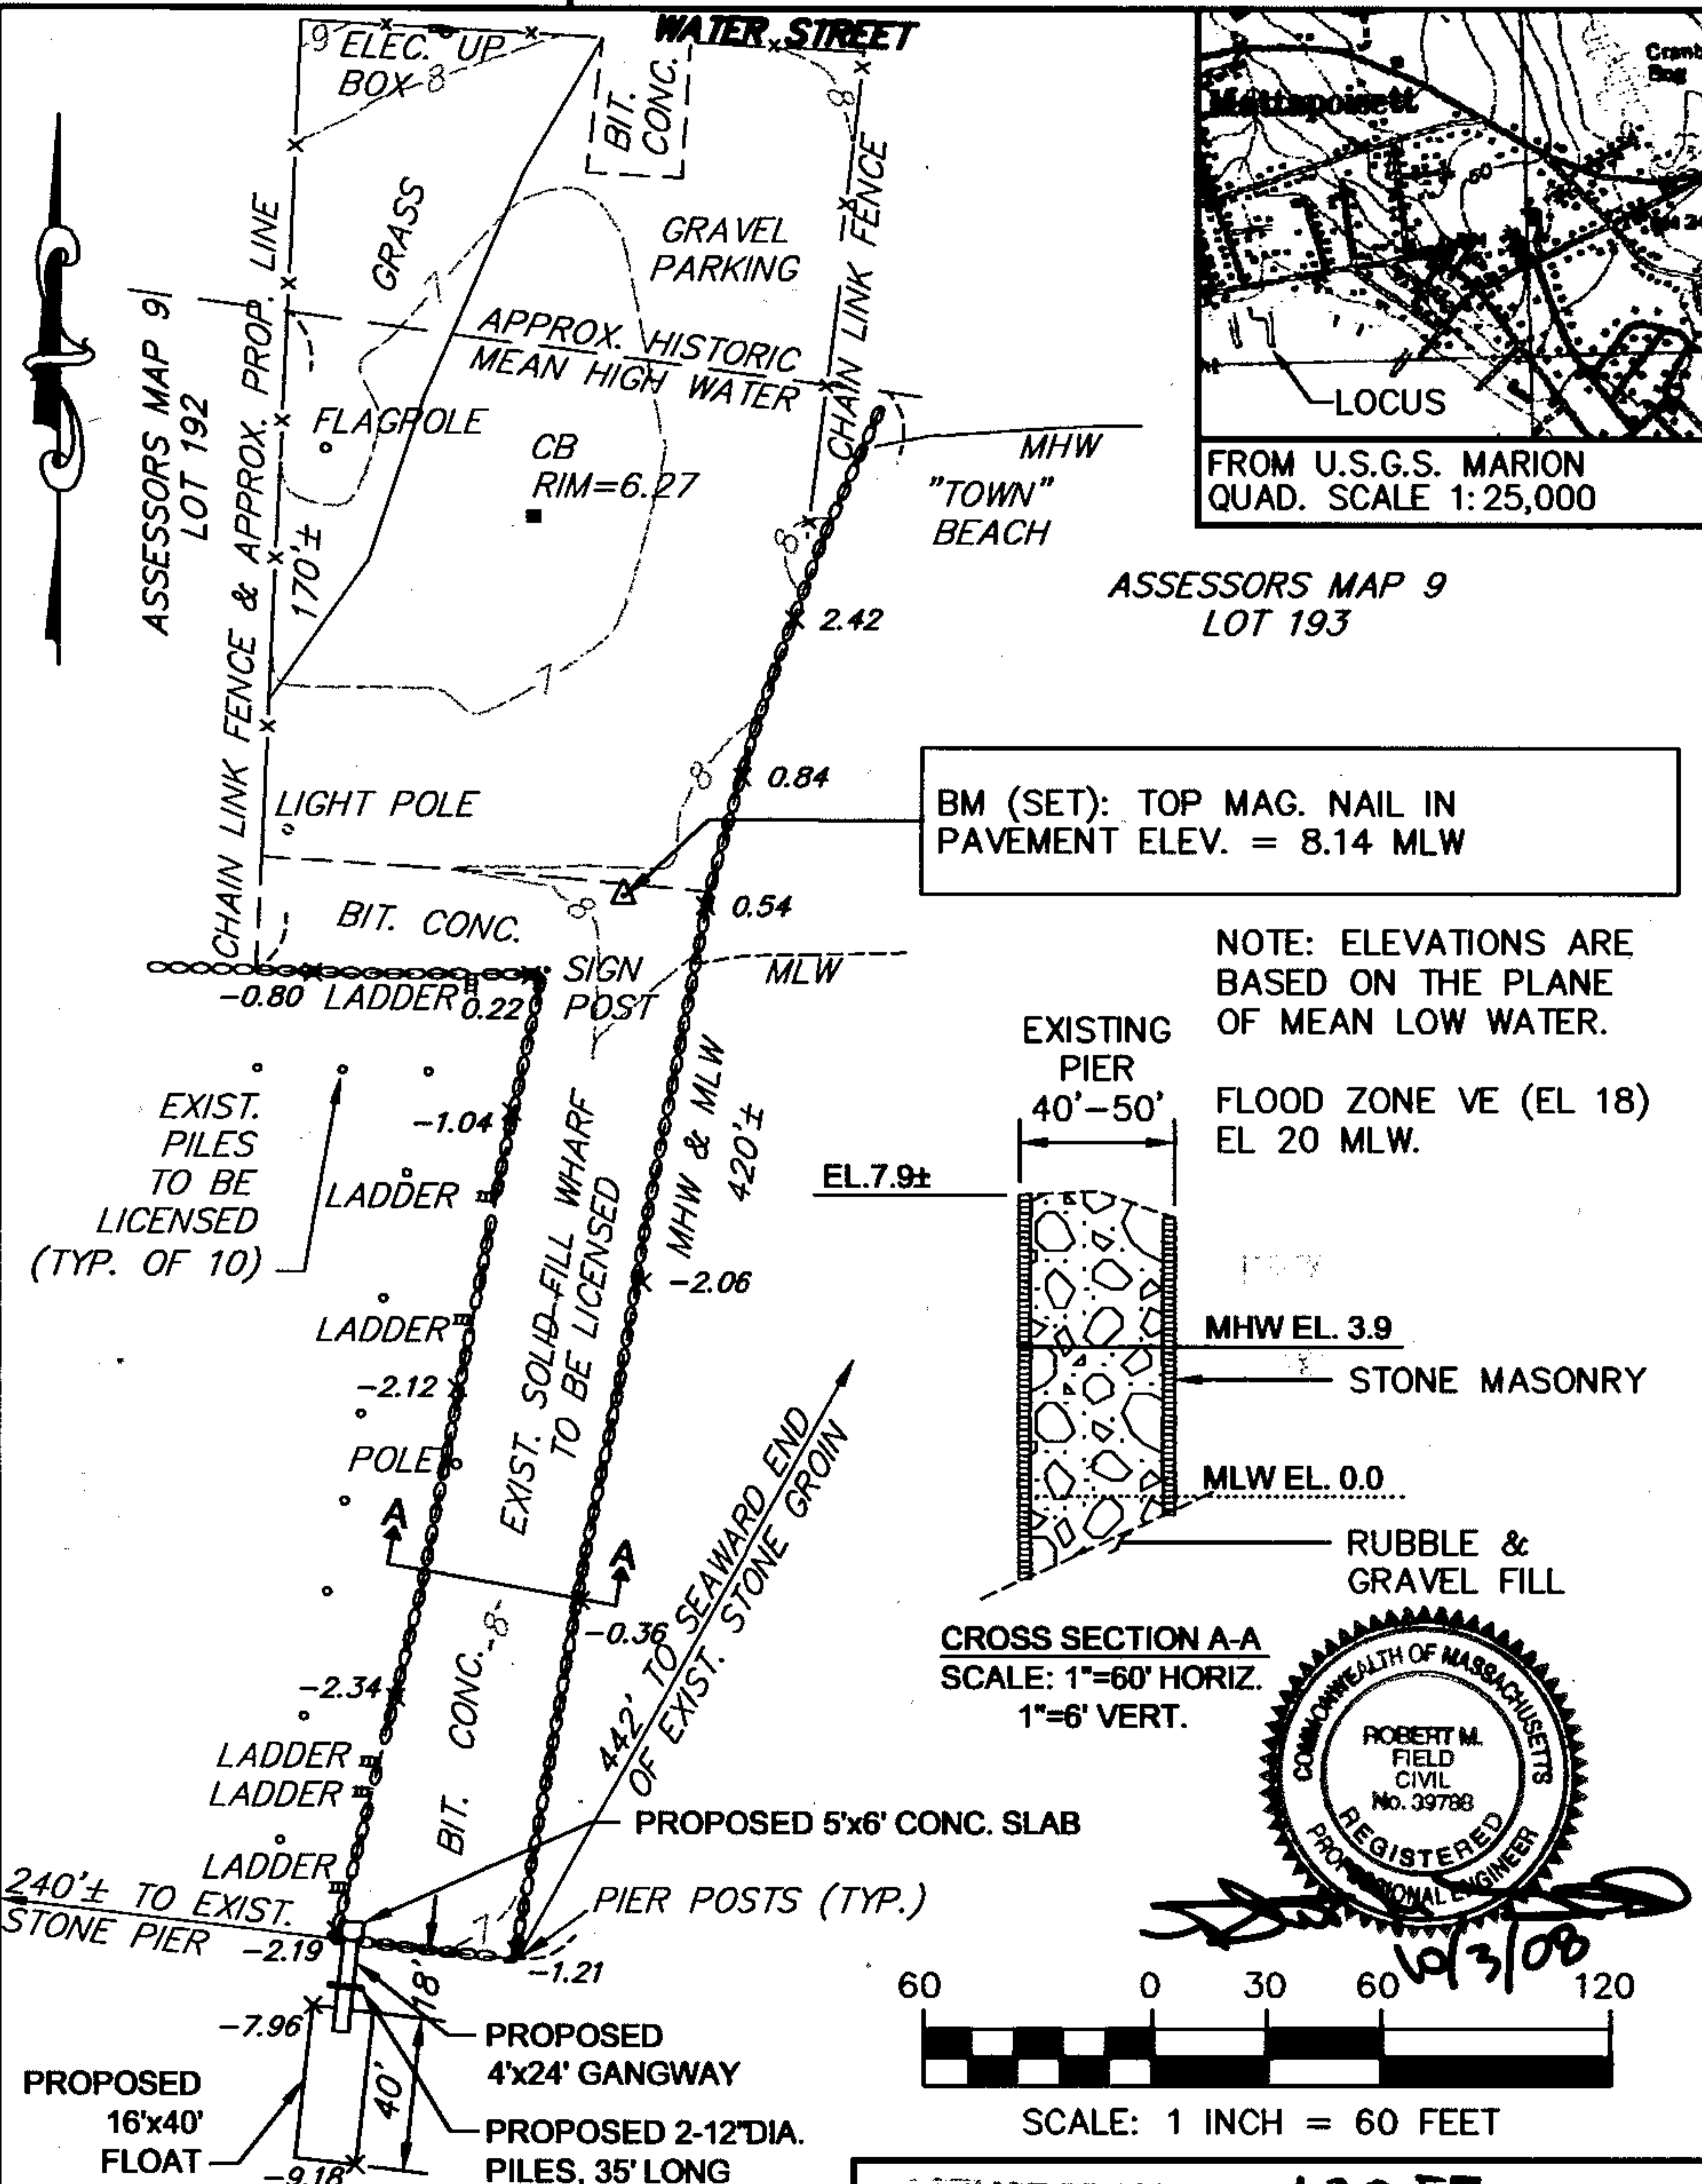 WATER STREET
9
ELEC. UP
BOX
8
BIT.
CONC.
8
GRASS
GRAVEL
PARKING
CHAIN LINK FENCE
CHAIN LINK FENCE & APPROX. PROP. LINE
ASSESSORS MAP 9
LOT 192
170'±
7
APPROX. HISTORIC
MEAN HIGH WATER
FLAGPOLE
CB
RIM=6.27
MHW
"TOWN"
BEACH
8
2.42
7
8
0.84
Mattapoisett
50
LOCUS
FROM U.S.G.S. MARION
QUAD. SCALE 1:25,000
ASSESSORS MAP 9
LOT 193
BM (SET): TOP MAG. NAIL IN
PAVEMENT ELEV. = 8.14 MLW
LIGHT POLE
BIT. CONC.
8
0.54
MLW
SIGN
POST
-0.80
LADDER
0.22
NOTE: ELEVATIONS ARE
BASED ON THE PLANE
OF MEAN LOW WATER.
FLOOD ZONE VE (EL 18)
EL 20 MLW.
EXIST.
PILES
TO BE
LICENSED
(TYP. OF 10)
-1.04
LADDER
MHW & MLW
420'±
EXIST. SOLID FILL WHARF
TO BE LICENSED
-2.06
LADDER
-2.12
POLE
A
A
-0.36
EXISTING
PIER
40'-50'
EL.7.9±
MHW EL. 3.9
STONE MASONRY
MLW EL. 0.0
RUBBLE &
GRAVEL FILL
CROSS SECTION A-A
SCALE: 1"=60' HORIZ.
1"=6' VERT.
442' TO SEAWARD END
OF EXIST. STONE GROIN
-2.34
BIT. CONC.
8
LADDER
LADDER
LADDER
PROPOSED 5'x6' CONC. SLAB
240'± TO EXIST.
STONE PIER
-2.19
7
PIER POSTS (TYP.)
-1.21
18'
-7.96
PROPOSED
4'x24' GANGWAY
PROPOSED
16'x40'
FLOAT
40'
PROPOSED 2-12"DIA.
PILES, 35' LONG
-9.18
COMMONWEALTH OF MASSACHUSETTS
ROBERT M.
FIELD
CIVIL
No. 39788
REGISTERED
PROFESSIONAL ENGINEER
10/3/08
60 0 30 60 120
SCALE: 1 INCH = 60 FEET